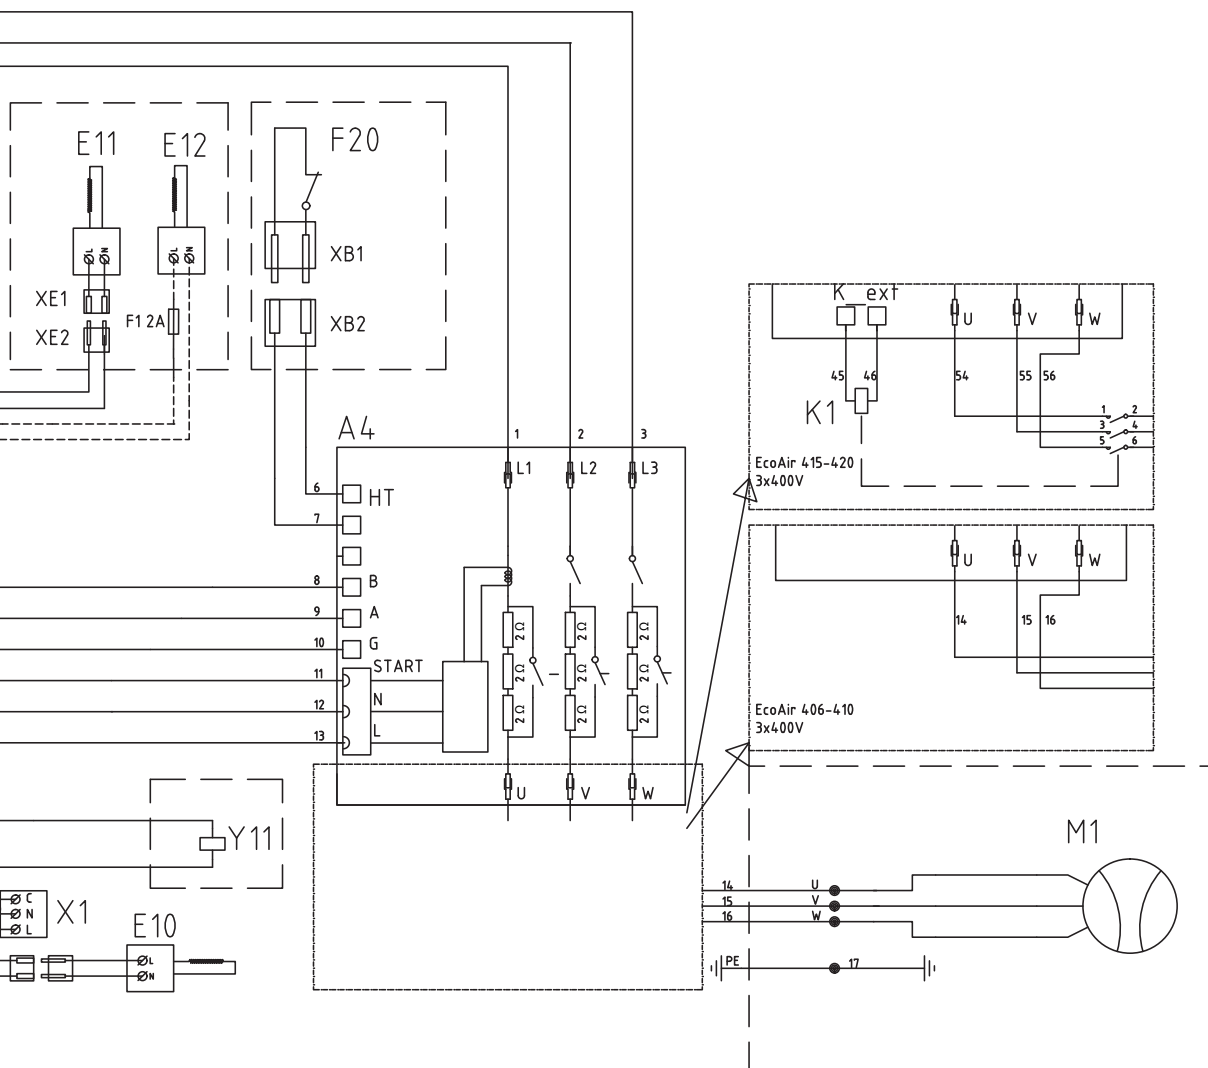 E11
E12
F20
L N
L N
XB1
XE1
F1 2A
XE2
XB2
A4
1
2
3
L1
L2
L3
6
HT
7
8
B
9
A
10
G
11
START
12
N
13
L
2 Ω
2 Ω
2 Ω
2 Ω
2 Ω
2 Ω
2 Ω
2 Ω
2 Ω
U
V
W
K_ext
U
V
W
45
46
54
55
56
K1
1
2
3
4
5
6
EcoAir 415-420
3x400V
U
V
W
14
15
16
EcoAir 406-410
3x400V
Y11
M1
C
N
L
X1
E10
L
N
14
U
15
V
16
W
PE
17